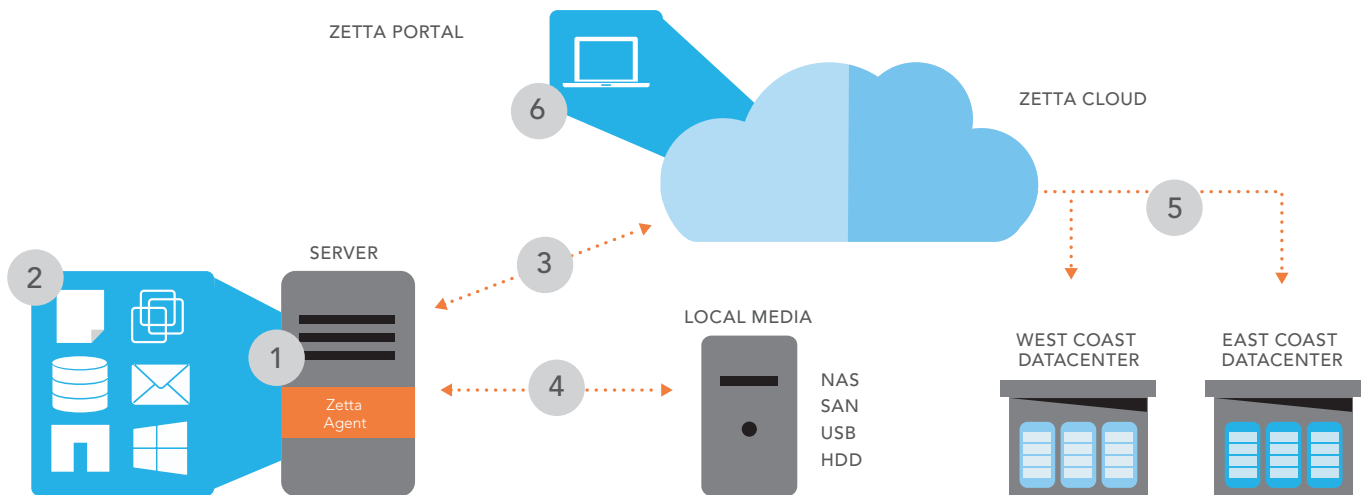 ZETTA PORTAL
6
ZETTA CLOUD
5
SERVER
3
2
1
Zetta
Agent
4
LOCAL MEDIA
NAS
SAN
USB
HDD
WEST COAST
DATACENTER
EAST COAST
DATACENTER